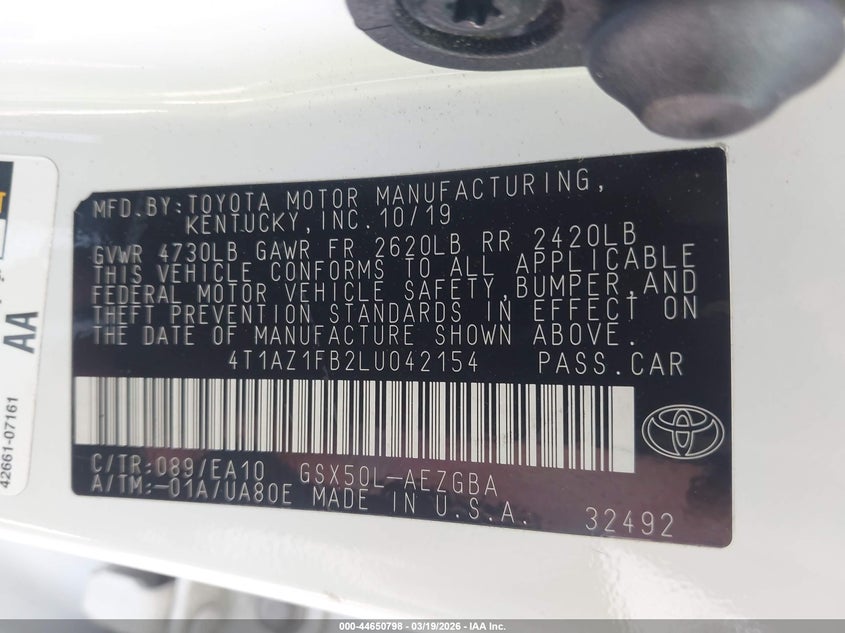 MFD.BY:TOYOTA MOTOR MANUFACTURING,
KENTUCKY,INC.10/19
GVWR 4730LB GAWR FR 2620LB RR 2420LB
THIS VEHICLE CONFORMS TO ALL APPLICABLE
FEDERAL MOTOR VEHICLE SAFETY,BUMPER,AND
THEFT PREVENTION STANDARDS IN EFFECT ON
THE DATE OF MANUFACTURE SHOWN ABOVE.
4T1AZ1FB2LU042154 PASS.CAR
C/TR:089/EA10 GSX50L-AEZGBA
A/TM:-01A/UA80E MADE IN U.S.A.
32492
AA
42661-07161
000-44650798 - 03/19/2026 - IAA Inc.